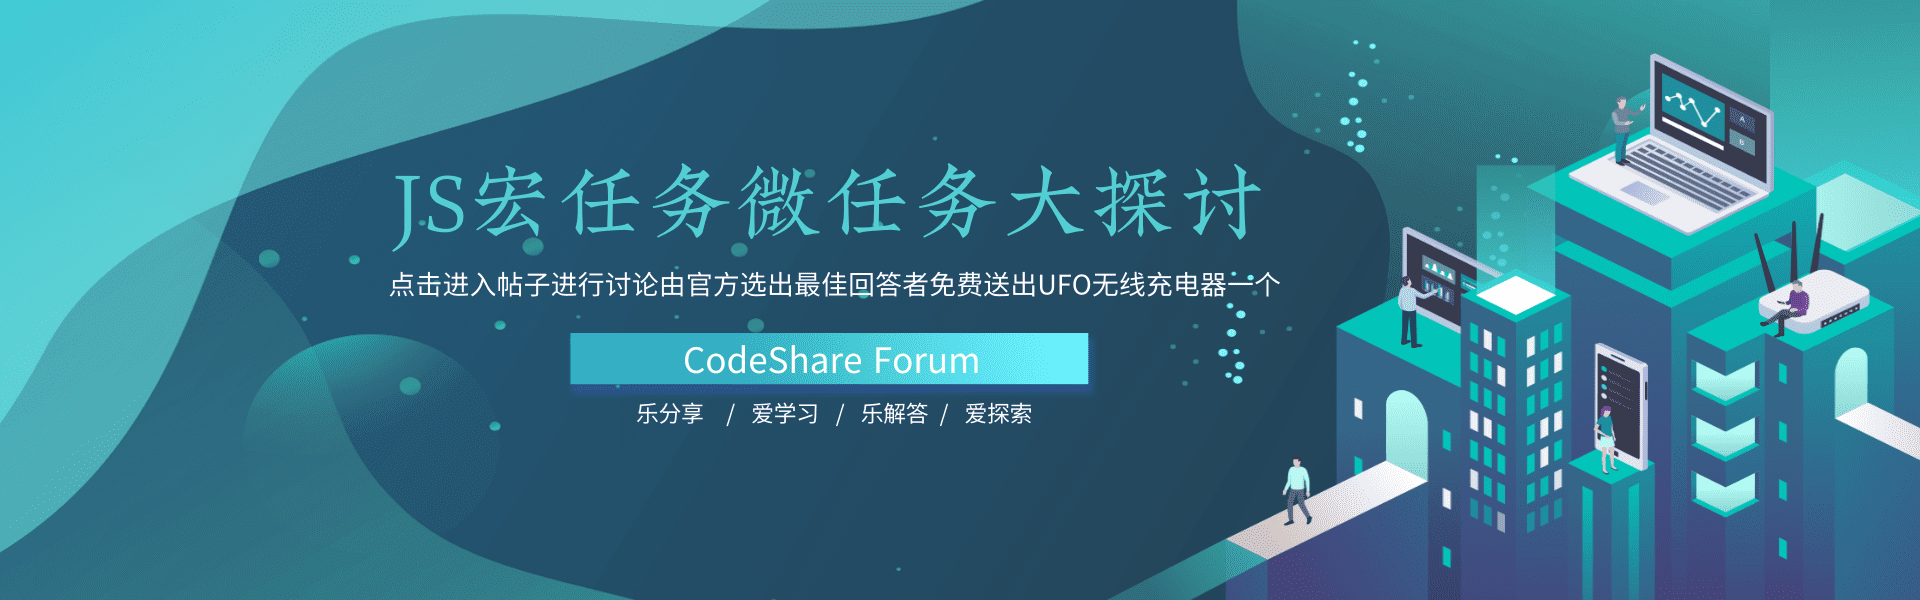 JS宏任务微任务大探讨
点击进入帖子进行讨论由官方选出最佳回答者免费送出UFO无线充电器一个
CodeShare Forum
乐分享 / 爱学习 / 乐解答 / 爱探索
A
B